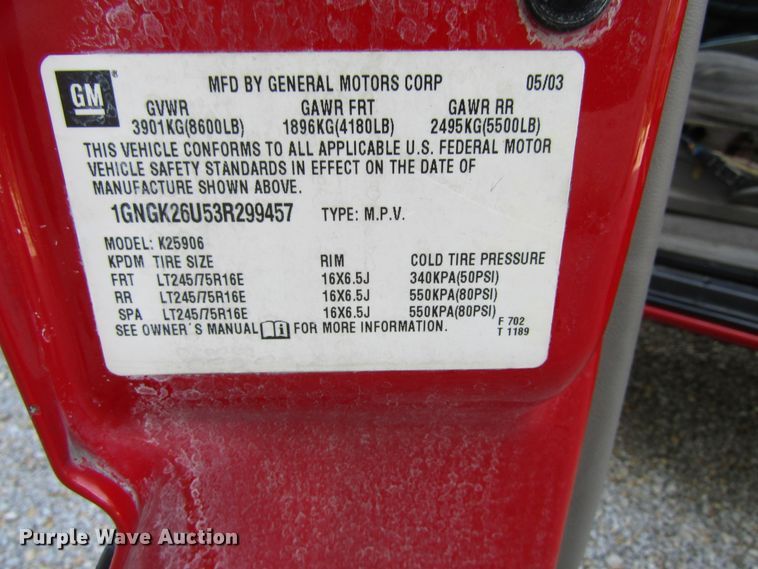 GM
MFD BY GENERAL MOTORS CORP 05/03
GVWR GAWR FRT GAWR RR
3901KG(8600LB) 1896KG(4180LB) 2495KG(5500LB)
THIS VEHICLE CONFORMS TO ALL APPLICABLE U.S. FEDERAL MOTOR
VEHICLE SAFETY STANDARDS IN EFFECT ON THE DATE OF
MANUFACTURE SHOWN ABOVE.
1GNGK26U53R299457 TYPE: M.P.V.
MODEL: K25906
KPDM TIRE SIZE RIM COLD TIRE PRESSURE
FRT LT245/75R16E 16X6.5J 340KPA(50PSI)
RR LT245/75R16E 16X6.5J 550KPA(80PSI)
SPA LT245/75R16E 16X6.5J 550KPA(80PSI)
SEE OWNER'S MANUAL FOR MORE INFORMATION.
F 702
T 1189
Purple Wave Auction